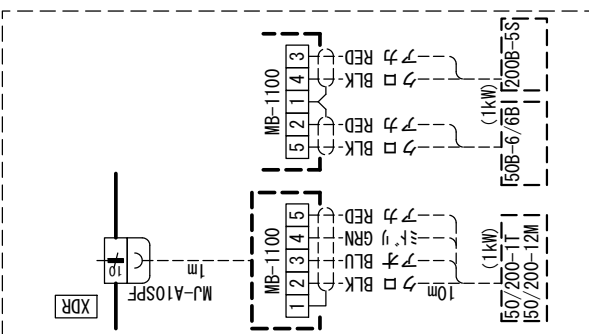 MB-1100
3
4
1
2
5
アカ RED
クロ BLK
アカ RED
クロ BLK
(1kW)
200B-5S
50B-6/6B
XDR
MJ-A10SPF
1m
MB-1100
5
4
3
2
1
アカ RED
ミドリ GRN
アオ BLU
クロ BLK
10m
(1kW)
50/200-1T
50/200-12M